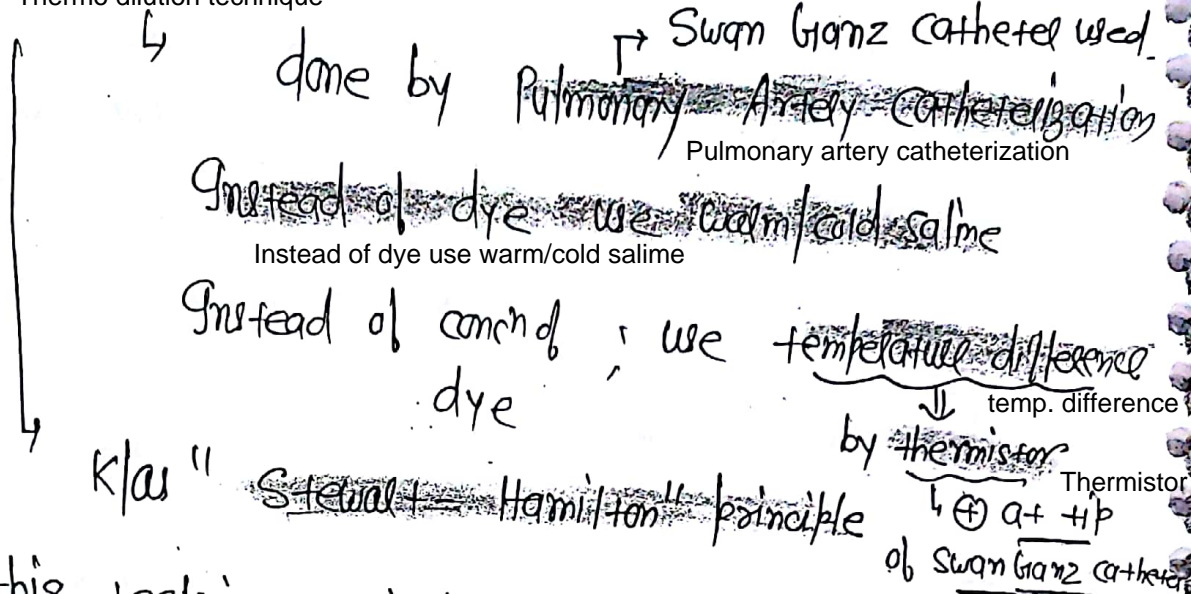 Thermo dilution technique
↳ done by Pulmonary Artery Catheterization
↱ Swan Ganz Catheter used
Pulmonary artery catheterization
Instead of dye use warm/cold saline
Instead of dye use warm/cold salime
Instead of concn of dye ; use temperature difference
temp. difference
⇓
by thermistor
Thermistor
↳ ⊕ at tip
of Swan Ganz catheter
K/as "Stewart = Hamilton" principle